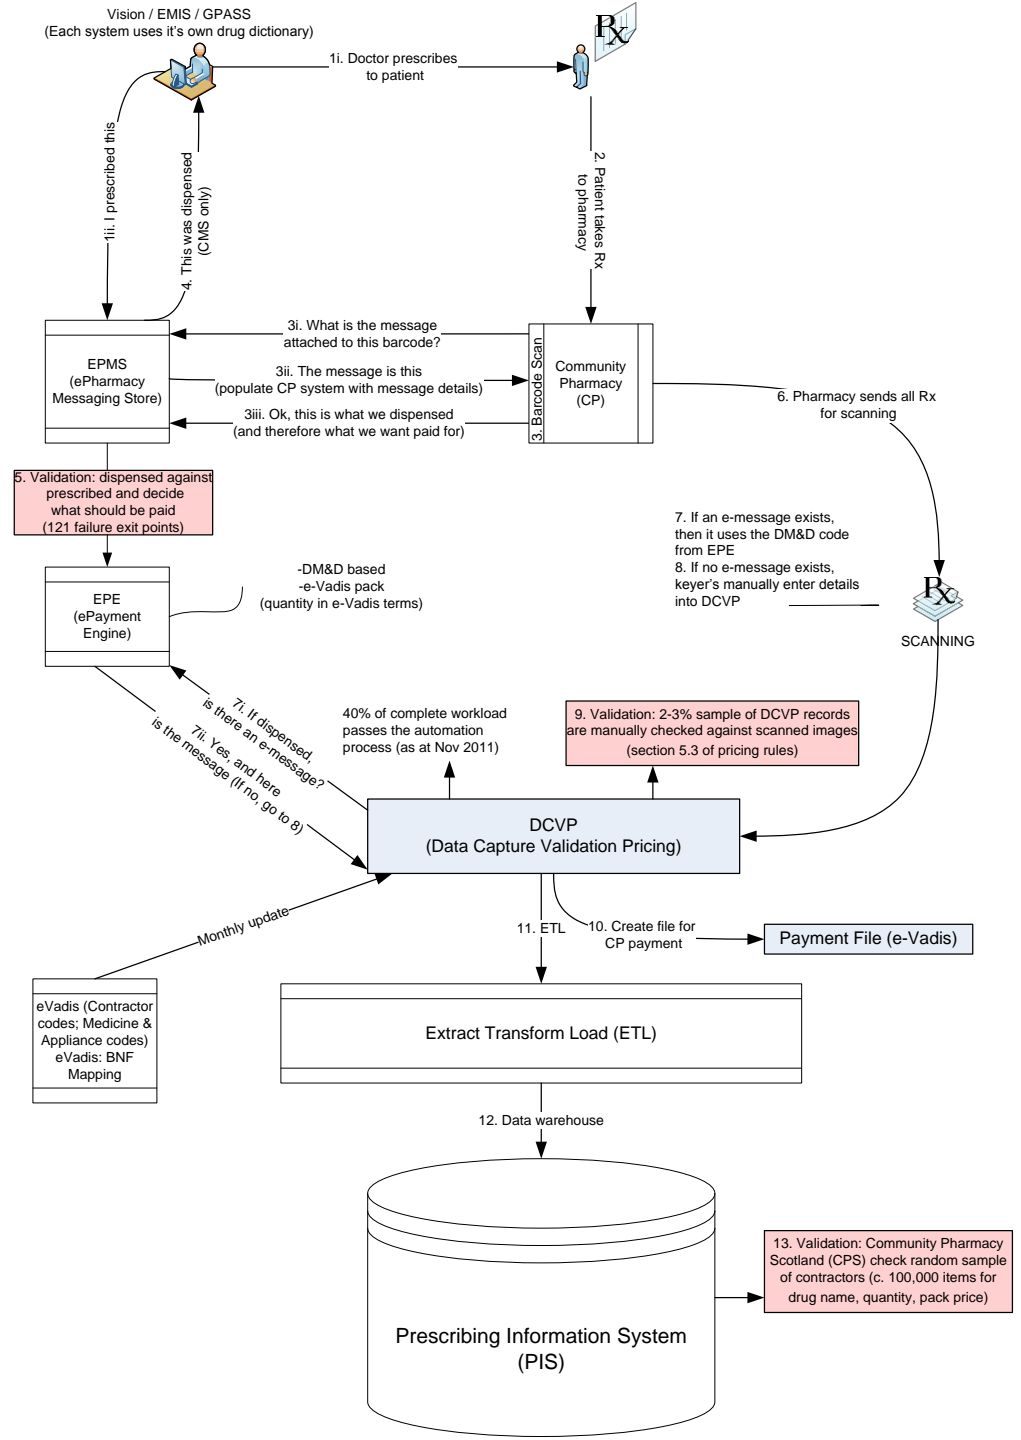 Vision / EMIS / GPASS
(Each system uses it's own drug dictionary)
Rx
1i. Doctor prescribes
to patient
1ii. I prescribed this
4. This was dispensed
(CMS only)
2. Patient takes Rx
to pharmacy
EPMS
(ePharmacy
Messaging Store)
3i. What is the message
attached to this barcode?
3ii. The message is this
(populate CP system with message details)
3iii. Ok, this is what we dispensed
(and therefore what we want paid for)
3. Barcode Scan
Community
Pharmacy
(CP)
6. Pharmacy sends all Rx
for scanning
5. Validation: dispensed against
prescribed and decide
what should be paid
(121 failure exit points)
7. If an e-message exists,
then it uses the DM&D code
from EPE
8. If no e-message exists,
keyer's manually enter details
into DCVP
Rx
SCANNING
EPE
(ePayment
Engine)
-DM&D based
-e-Vadis pack
(quantity in e-Vadis terms)
7i. If dispensed,
is there an e-message?
7ii. Yes, and here
is the message (If no, go to 8)
40% of complete workload
passes the automation
process (as at Nov 2011)
9. Validation: 2-3% sample of DCVP records
are manually checked against scanned images
(section 5.3 of pricing rules)
DCVP
(Data Capture Validation Pricing)
Monthly update
11. ETL
10. Create file for
CP payment
Payment File (e-Vadis)
eVadis (Contractor
codes; Medicine &
Appliance codes)
eVadis: BNF
Mapping
Extract Transform Load (ETL)
12. Data warehouse
Prescribing Information System
(PIS)
13. Validation: Community Pharmacy
Scotland (CPS) check random sample
of contractors (c. 100,000 items for
drug name, quantity, pack price)